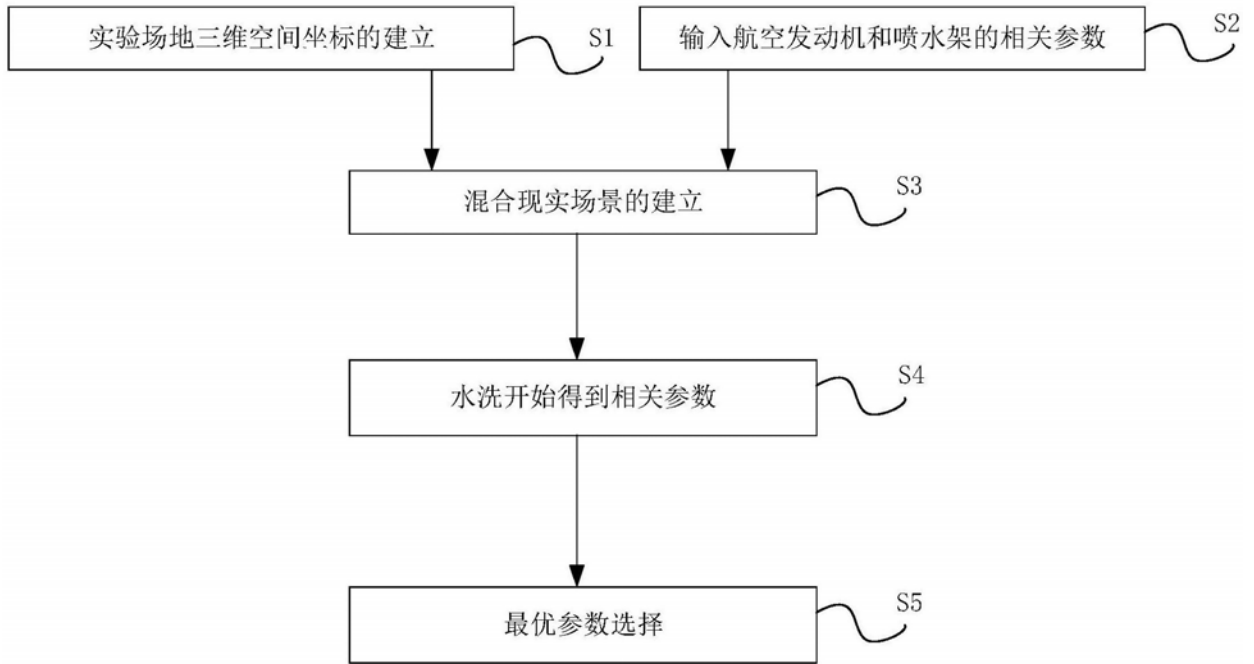 实验场地三维空间坐标的建立
S1
输入航空发动机和喷水架的相关参数
S2
混合现实场景的建立
S3
水洗开始得到相关参数
S4
最优参数选择
S5